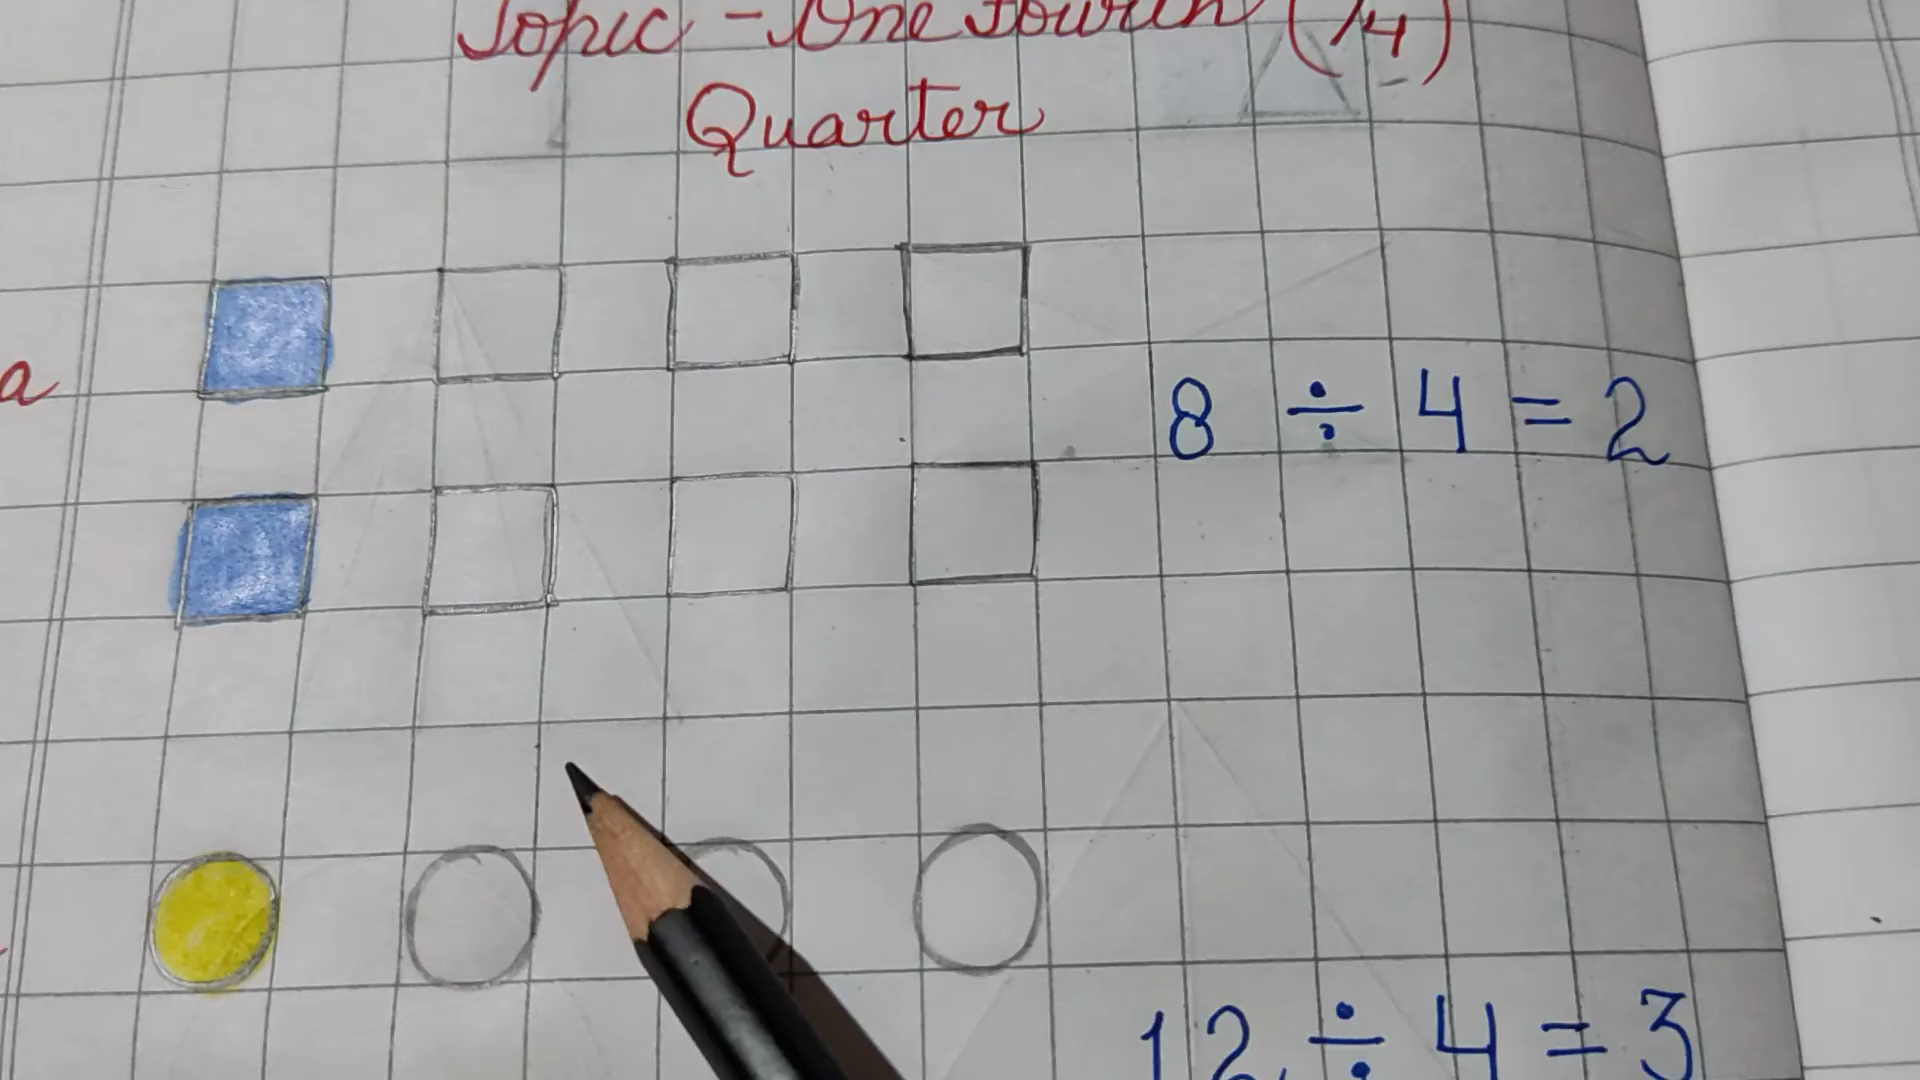 Topic - One Fourth (1/4)
Quarter
a
8 ÷ 4 = 2
12 ÷ 4 = 3